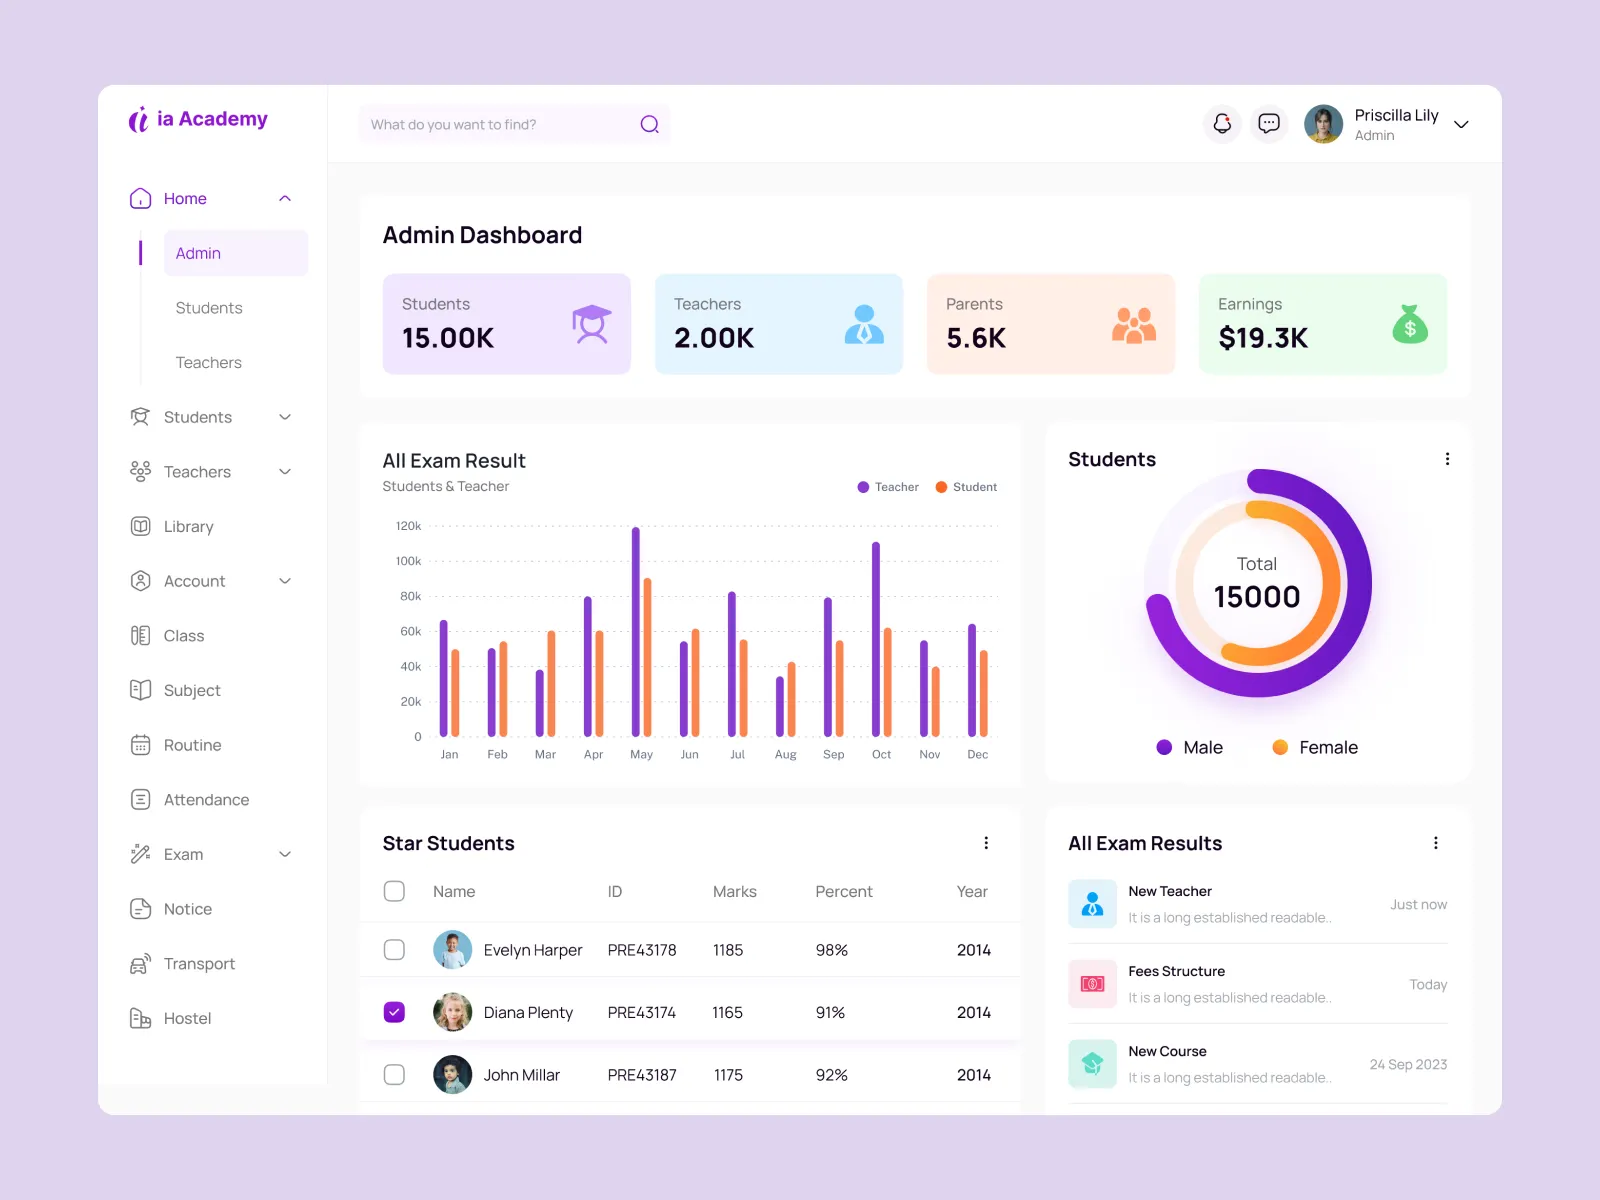 ia Academy
What do you want to find?
Priscilla Lily
Admin
Home
Admin
Students
Teachers
Students
Teachers
Library
Account
Class
Subject
Routine
Attendance
Exam
Notice
Transport
Hostel
Admin Dashboard
Students
15.00K
Teachers
2.00K
Parents
5.6K
Earnings
$19.3K
$
All Exam Result
Students & Teacher
Teacher Student
120k
100k
80k
60k
40k
20k
0
Jan Feb Mar Apr May Jun Jul Aug Sep Oct Nov Dec
Students
Total
15000
Male Female
Star Students
Name ID Marks Percent Year
Evelyn Harper PRE43178 1185 98% 2014
Diana Plenty PRE43174 1165 91% 2014
John Millar PRE43187 1175 92% 2014
All Exam Results
New Teacher
It is a long established readable..
Just now
Fees Structure
It is a long established readable..
Today
New Course
It is a long established readable..
24 Sep 2023